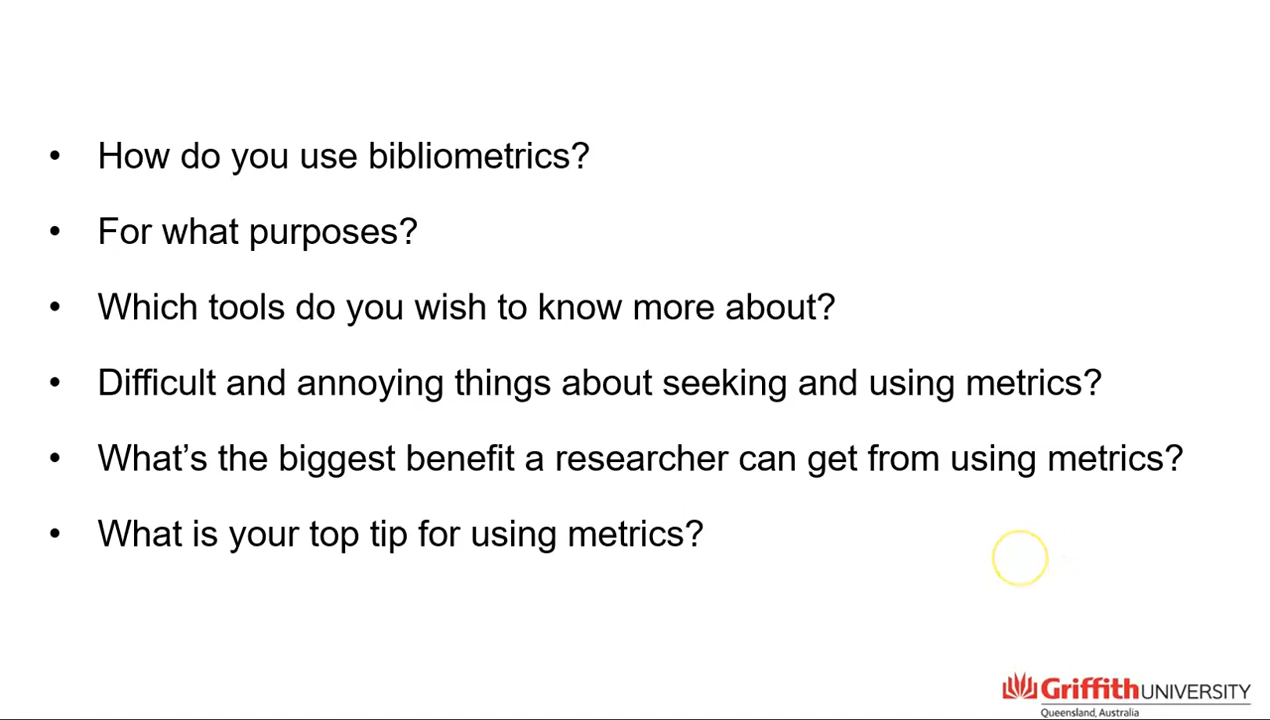 • How do you use bibliometrics?
• For what purposes?
• Which tools do you wish to know more about?
• Difficult and annoying things about seeking and using metrics?
• What’s the biggest benefit a researcher can get from using metrics?
• What is your top tip for using metrics?
Griffith UNIVERSITY
Queensland, Australia